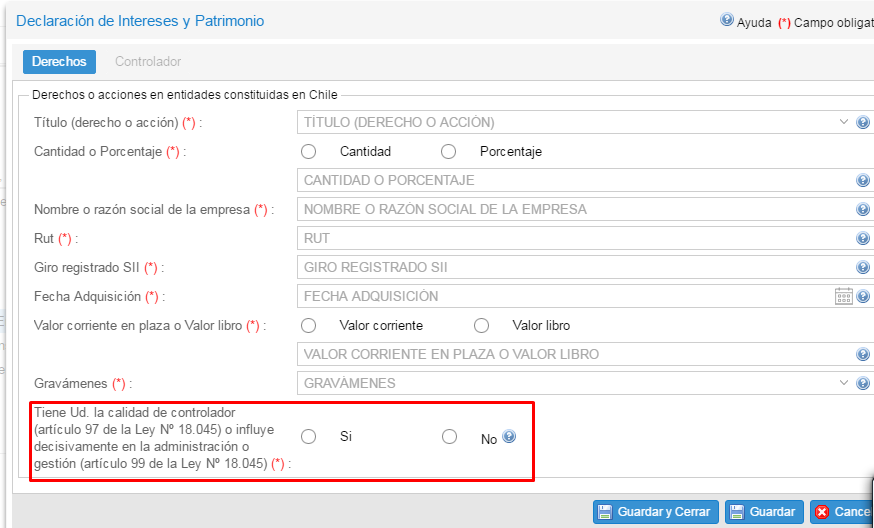 Declaración de Intereses y Patrimonio
Ayuda (*) Campo obligat
Derechos Controlador
Derechos o acciones en entidades constituidas en Chile
Título (derecho o acción) (*) : TÍTULO (DERECHO O ACCIÓN)
Cantidad o Porcentaje (*) : Cantidad Porcentaje
CANTIDAD O PORCENTAJE
Nombre o razón social de la empresa (*) : NOMBRE O RAZÓN SOCIAL DE LA EMPRESA
Rut (*) : RUT
Giro registrado SII (*) : GIRO REGISTRADO SII
Fecha Adquisición (*) : FECHA ADQUISICIÓN
Valor corriente en plaza o Valor libro (*) : Valor corriente Valor libro
VALOR CORRIENTE EN PLAZA O VALOR LIBRO
Gravámenes (*) : GRAVÁMENES
Tiene Ud. la calidad de controlador
(artículo 97 de la Ley Nº 18.045) o influye
decisivamente en la administración o
gestión (artículo 99 de la Ley Nº 18.045) (*) :
Si No
Guardar y Cerrar Guardar Cance